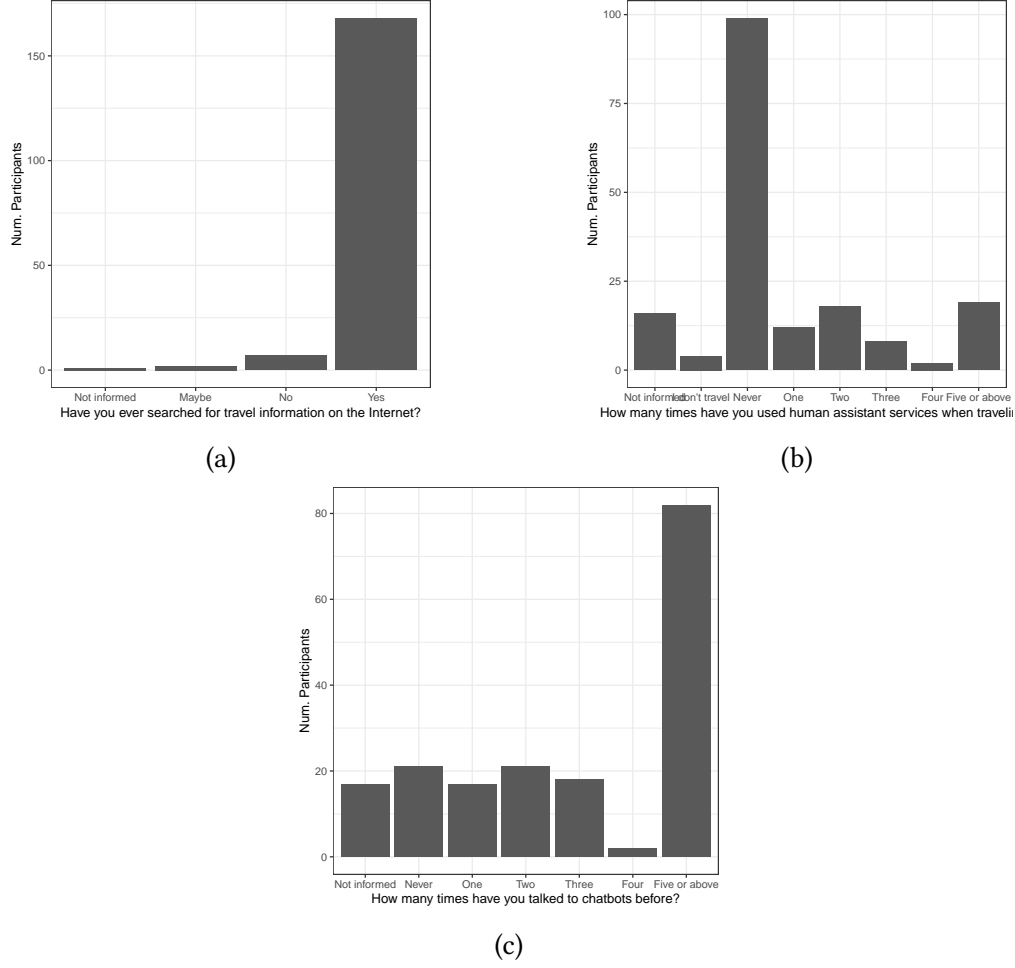 Num. Participants
150
100
50
0
Not informed Maybe No Yes
Have you ever searched for travel information on the Internet?
(a)
Num. Participants
100
75
50
25
0
Not informed I don't travel Never One Two Three Four Five or above
How many times have you used human assistant services when traveli
(b)
Num. Participants
80
60
40
20
0
Not informed Never One Two Three Four Five or above
How many times have you talked to chatbots before?
(c)